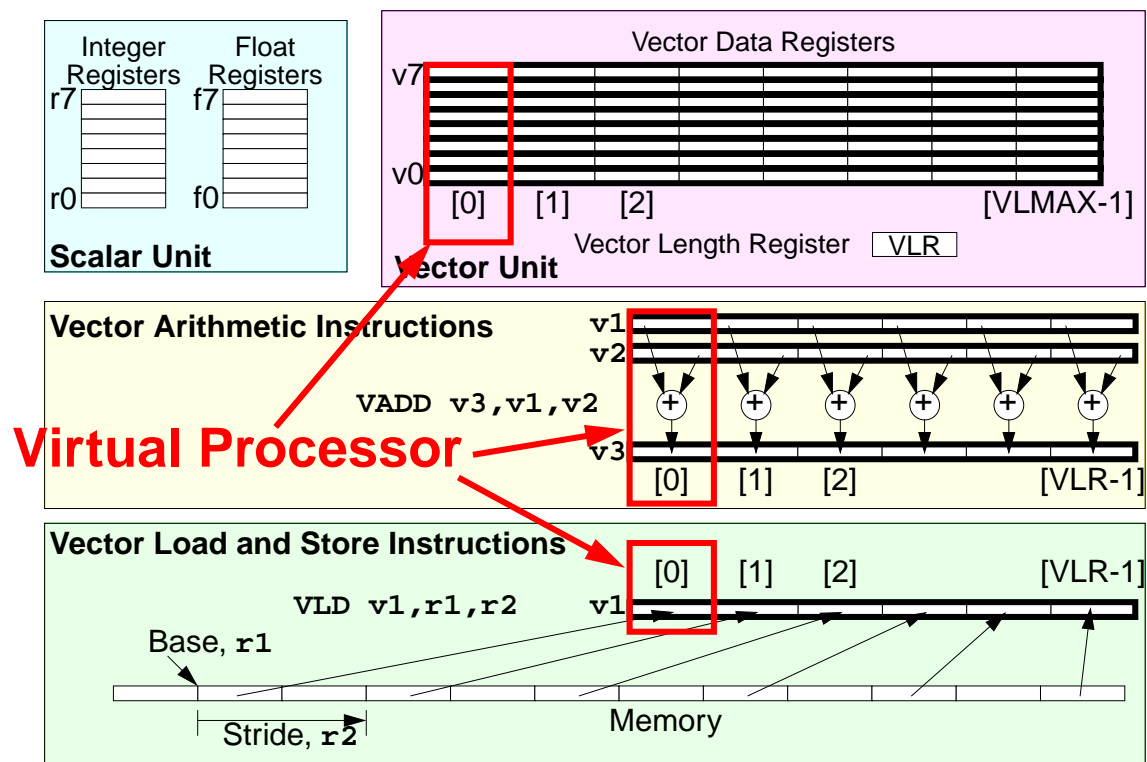 Integer Registers
Float Registers
r7
f7
r0
f0
Scalar Unit
Vector Data Registers
v7
v0
[0] [1] [2] [VLMAX-1]
Vector Length Register VLR
Vector Unit
Vector Arithmetic Instructions
v1
v2
VADD v3,v1,v2
+ + + + + +
v3
[0] [1] [2] [VLR-1]
Virtual Processor
Vector Load and Store Instructions
[0] [1] [2] [VLR-1]
VLD v1,r1,r2
v1
Base, r1
Stride, r2
Memory